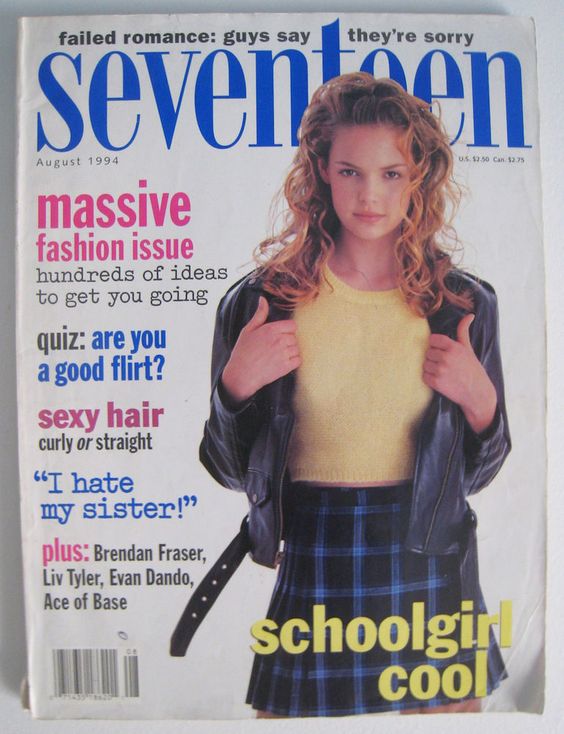 failed romance: guys say they're sorry
seventeen
August 1994
U.S. $2.50 Can. $2.75
massive
fashion issue
hundreds of ideas
to get you going
quiz: are you
a good flirt?
sexy hair
curly or straight
“I hate
my sister!”
plus: Brendan Fraser,
Liv Tyler, Evan Dando,
Ace of Base
schoolgirl
cool
08